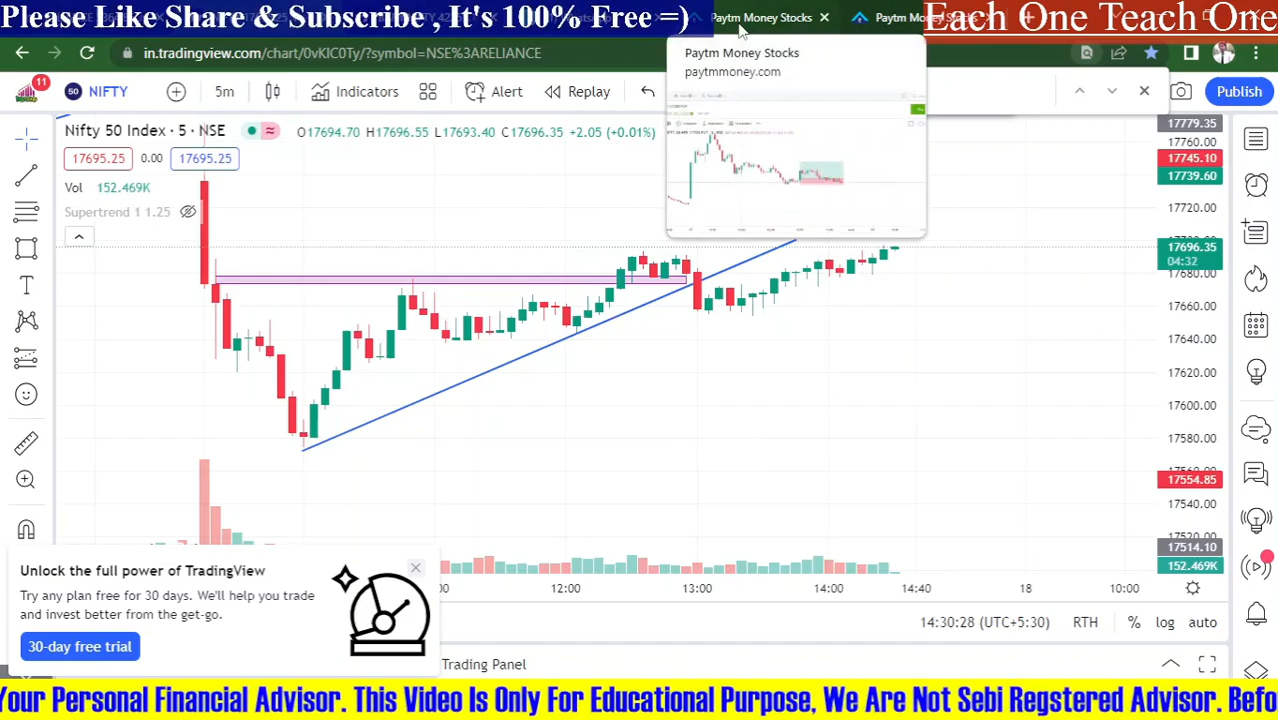 Please Like Share & Subscribe , It's 100% Free =)
Paytm Money Stocks
Each One Teach One
in.tradingview.com/chart/0vKlC0Ty/?symbol=NSE%3ARELIANCE
Paytm Money Stocks
paytmmoney.com
11
50 NIFTY
5m
Indicators
Alert
Replay
Publish
Nifty 50 Index · 5 · NSE
O17694.70 H17696.53 L17693.40 C17696.35 +2.05 (+0.01%)
17695.25 0.00 17695.25
Vol 152.469K
Supertrend 1 1.25
17779.35
17760.00
17745.10
17739.60
17720.00
17696.35
04:32
17680.00
17660.00
17640.00
17620.00
17600.00
17580.00
17554.85
17540.00
17514.10
152.469K
12:00 13:00 14:00 14:40 18 10:00
Unlock the full power of TradingView
Try any plan free for 30 days. We'll help you trade
and invest better from the get-go.
30-day free trial
14:30:28 (UTC+5:30) RTH % log auto
Trading Panel
Your Personal Financial Advisor. This Video Is Only For Educational Purpose, We Are Not Sebi Regstered Advisor. Befo